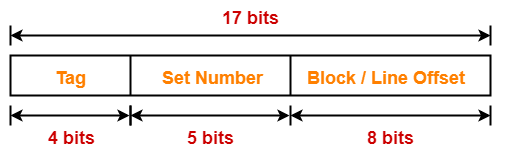 17 bits
Tag Set Number Block / Line Offset
4 bits 5 bits 8 bits